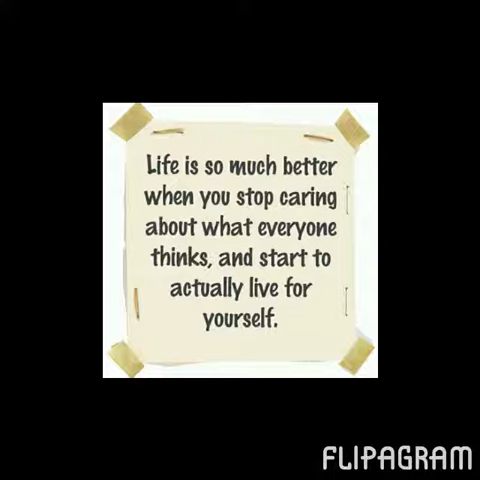 Life is so much better
when you stop caring
about what everyone
thinks, and start to
actually live for
yourself.
FLIPAGRAM